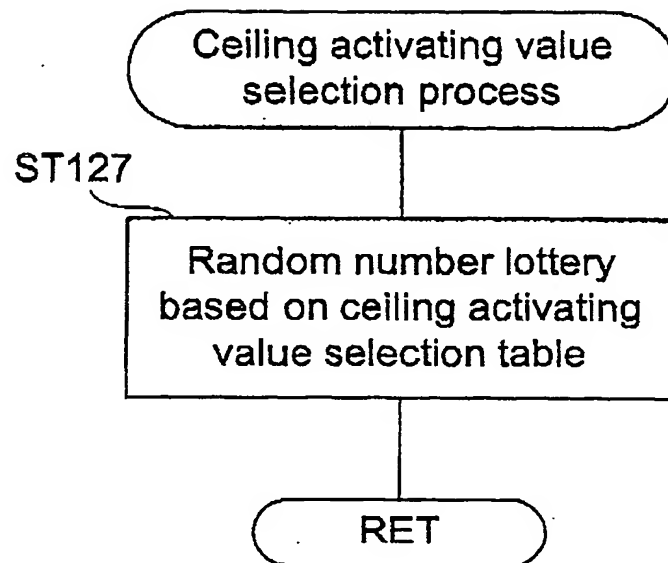 Ceiling activating value
selection process
ST127
Random number lottery
based on ceiling activating
value selection table
RET